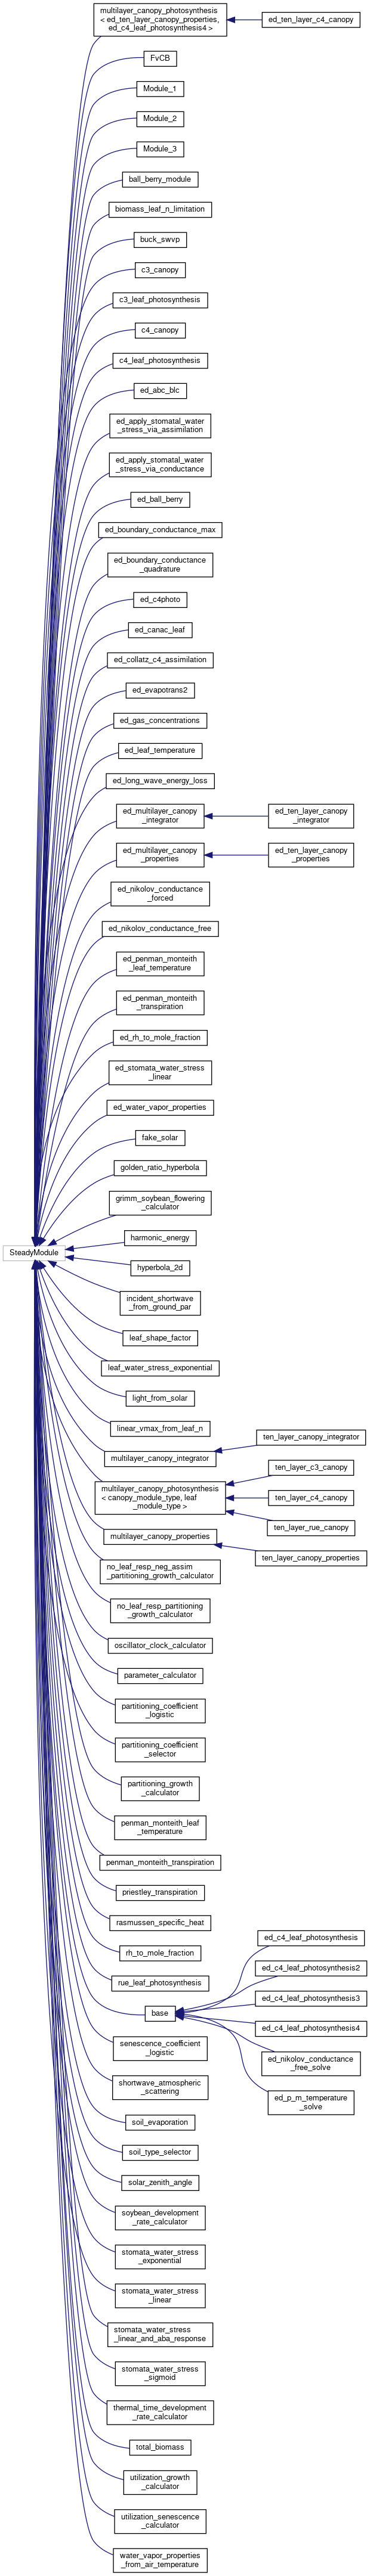 multilayer_canopy_photosynthesis
< ed_ten_layer_canopy_properties,
ed_c4_leaf_photosynthesis4 >
ed_ten_layer_c4_canopy
FvCB
Module_1
Module_2
Module_3
ball_berry_module
biomass_leaf_n_limitation
buck_swvp
c3_canopy
c3_leaf_photosynthesis
c4_canopy
c4_leaf_photosynthesis
ed_abc_blc
ed_apply_stomatal_water
_stress_via_assimilation
ed_apply_stomatal_water
_stress_via_conductance
ed_ball_berry
ed_boundary_conductance_max
ed_boundary_conductance
_quadrature
ed_c4photo
ed_canac_leaf
ed_collatz_c4_assimilation
ed_evapotrans2
ed_gas_concentrations
ed_leaf_temperature
ed_long_wave_energy_loss
ed_multilayer_canopy
_integrator
ed_ten_layer_canopy
_integrator
ed_multilayer_canopy
_properties
ed_ten_layer_canopy
_properties
ed_nikolov_conductance
_forced
ed_nikolov_conductance_free
ed_penman_monteith
_leaf_temperature
ed_penman_monteith
_transpiration
ed_rh_to_mole_fraction
ed_stomata_water_stress
_linear
ed_water_vapor_properties
fake_solar
golden_ratio_hyperbola
grimm_soybean_flowering
_calculator
harmonic_energy
SteadyModule
hyperbola_2d
incident_shortwave
_from_ground_par
leaf_shape_factor
leaf_water_stress_exponential
light_from_solar
linear_vmax_from_leaf_n
multilayer_canopy_integrator
ten_layer_canopy_integrator
multilayer_canopy_photosynthesis
< canopy_module_type, leaf
_module_type >
ten_layer_c3_canopy
ten_layer_c4_canopy
ten_layer_rue_canopy
multilayer_canopy_properties
ten_layer_canopy_properties
no_leaf_resp_neg_assim
_partitioning_growth_calculator
no_leaf_resp_partitioning
_growth_calculator
oscillator_clock_calculator
parameter_calculator
partitioning_coefficient
_logistic
partitioning_coefficient
_selector
partitioning_growth
_calculator
penman_monteith_leaf
_temperature
penman_monteith_transpiration
priestley_transpiration
rasmussen_specific_heat
rh_to_mole_fraction
rue_leaf_photosynthesis
base
ed_c4_leaf_photosynthesis
ed_c4_leaf_photosynthesis2
ed_c4_leaf_photosynthesis3
ed_c4_leaf_photosynthesis4
ed_nikolov_conductance
_free_solve
ed_p_m_temperature
_solve
senescence_coefficient
_logistic
shortwave_atmospheric
_scattering
soil_evaporation
soil_type_selector
solar_zenith_angle
soybean_development
_rate_calculator
stomata_water_stress
_exponential
stomata_water_stress
_linear
stomata_water_stress
_linear_and_aba_response
stomata_water_stress
_sigmoid
thermal_time_development
_rate_calculator
total_biomass
utilization_growth
_calculator
utilization_senescence
_calculator
water_vapor_properties
_from_air_temperature